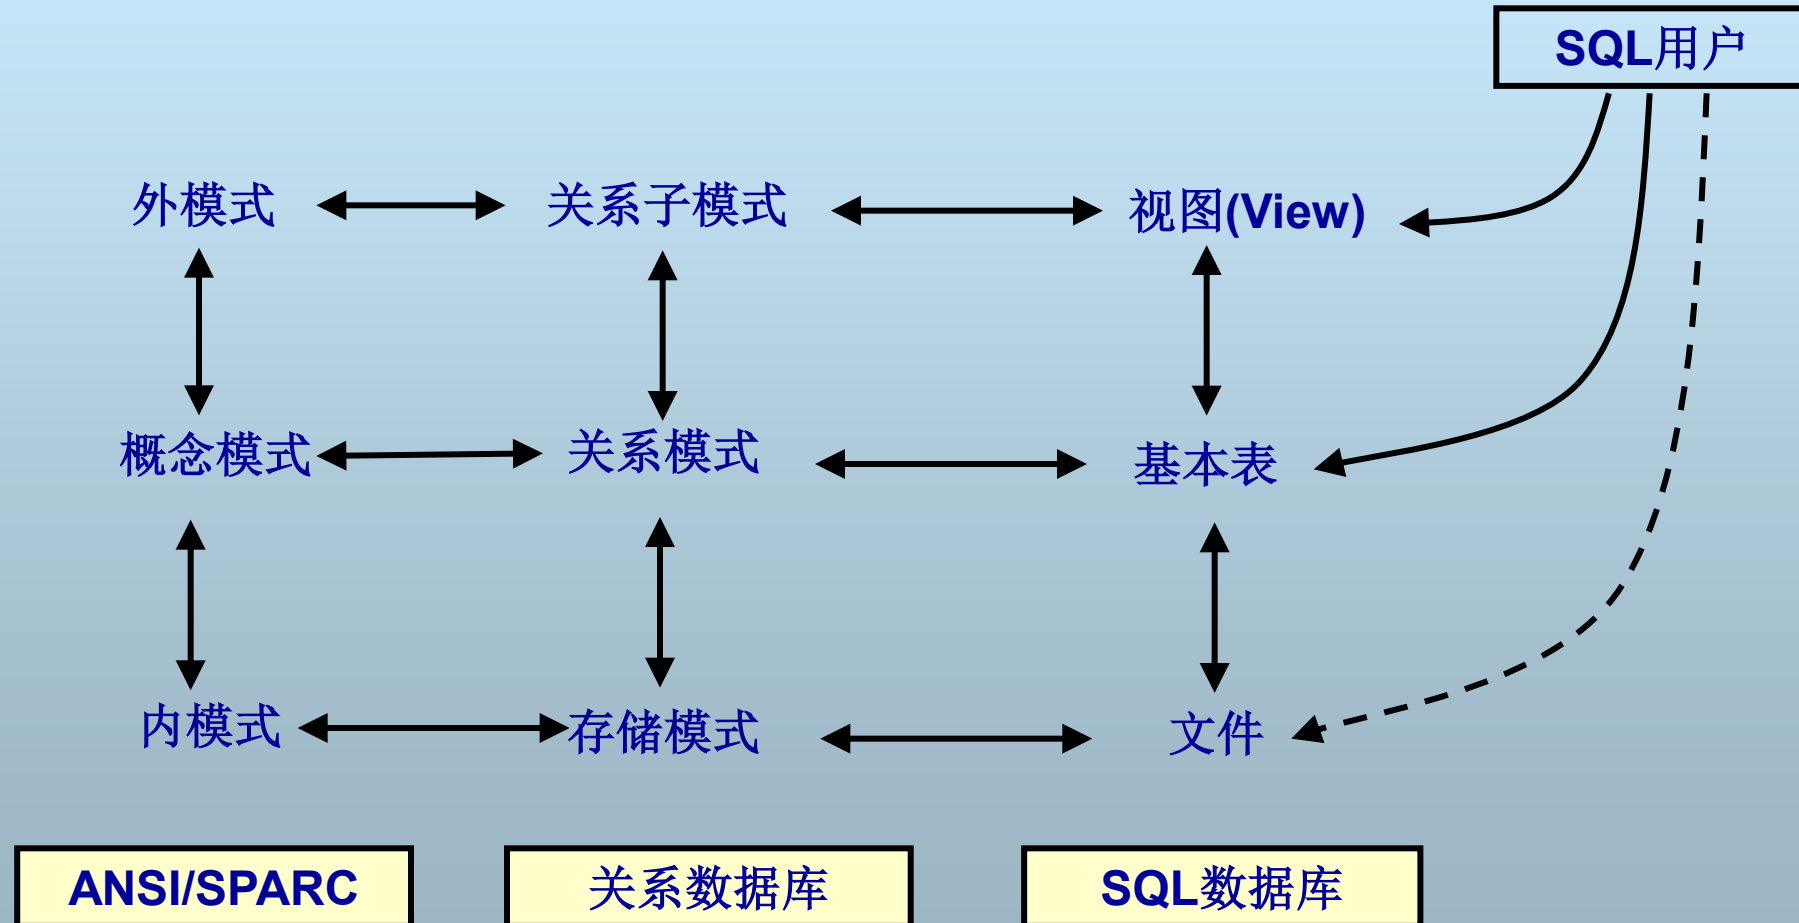 SQL用户
外模式
关系子模式
视图(View)
概念模式
关系模式
基本表
内模式
存储模式
文件
ANSI/SPARC
关系数据库
SQL数据库